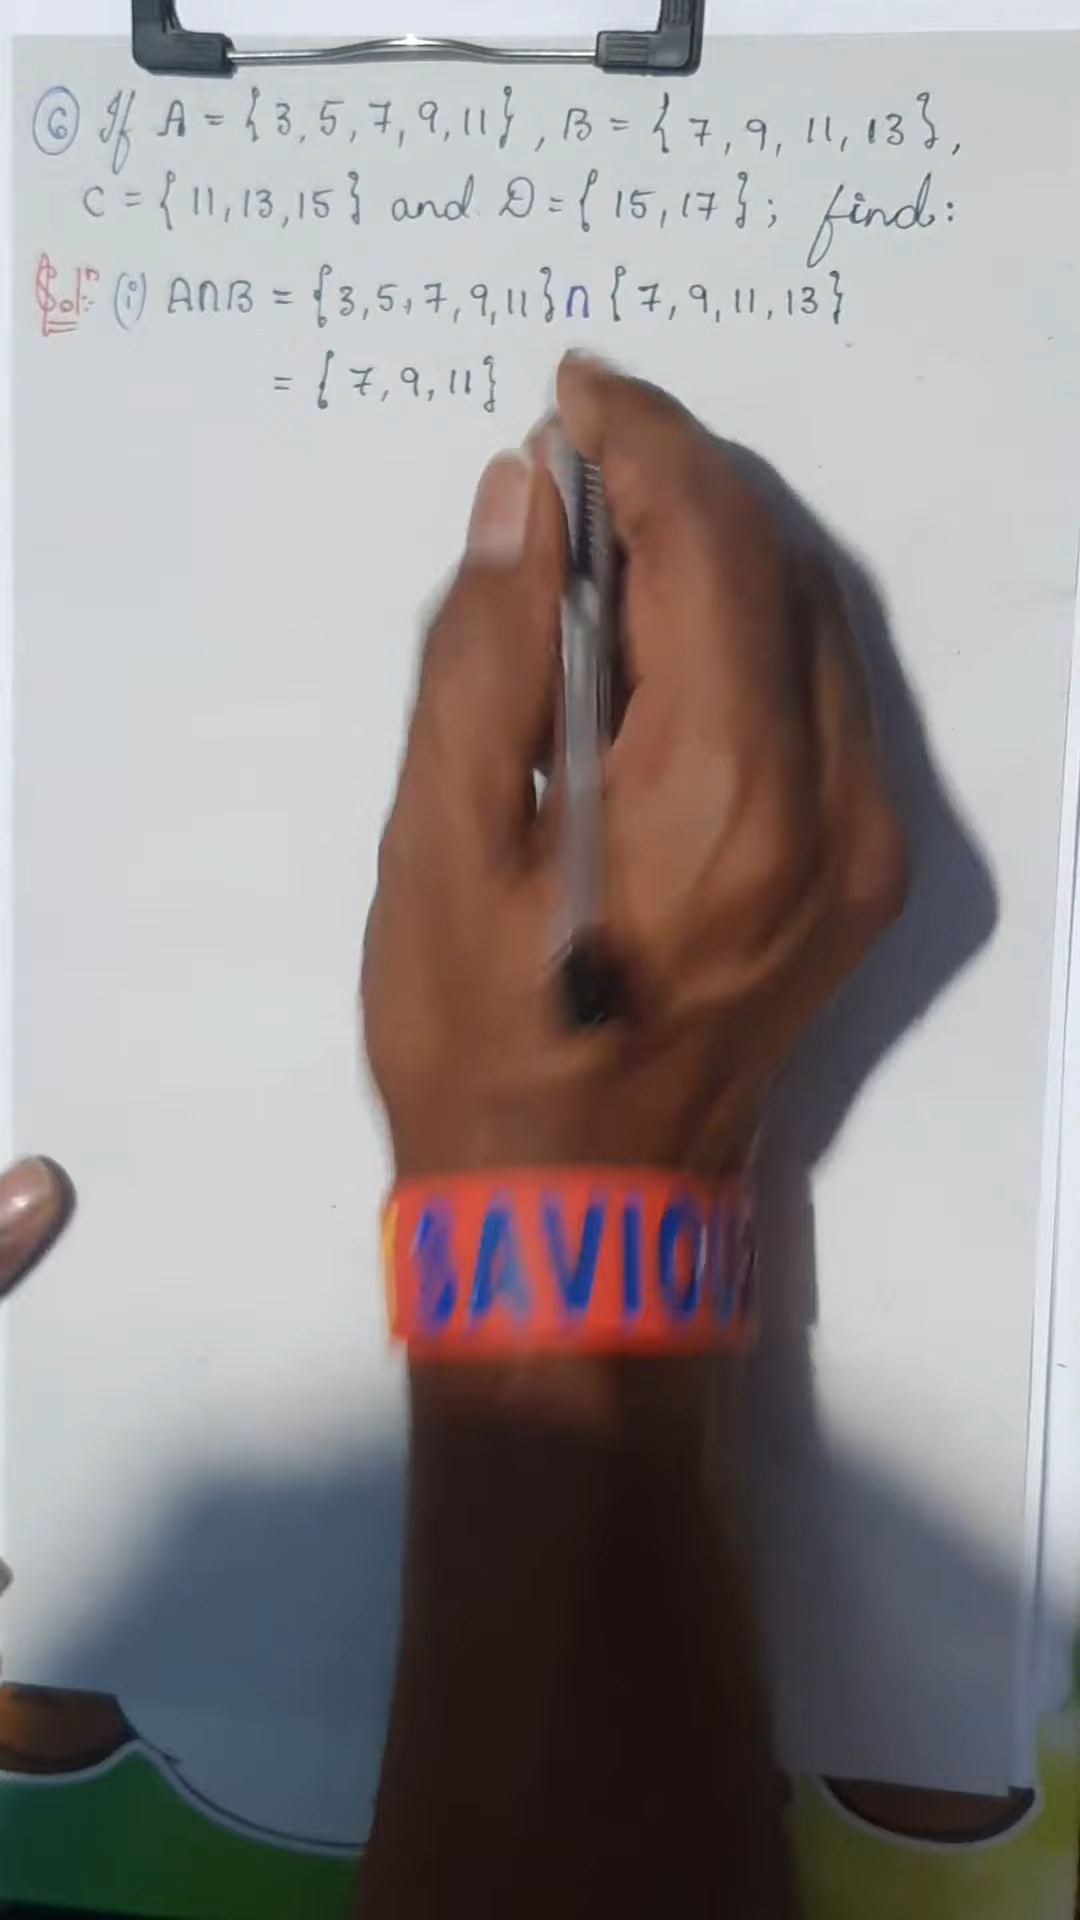 6 If A = {3, 5, 7, 9, 11}, B = {7, 9, 11, 13},
C = {11, 13, 15} and D = {15, 17}; find:
Solⁿ:- (i) A∩B = {3, 5, 7, 9, 11} ∩ {7, 9, 11, 13}
= {7, 9, 11}
SAVIOU